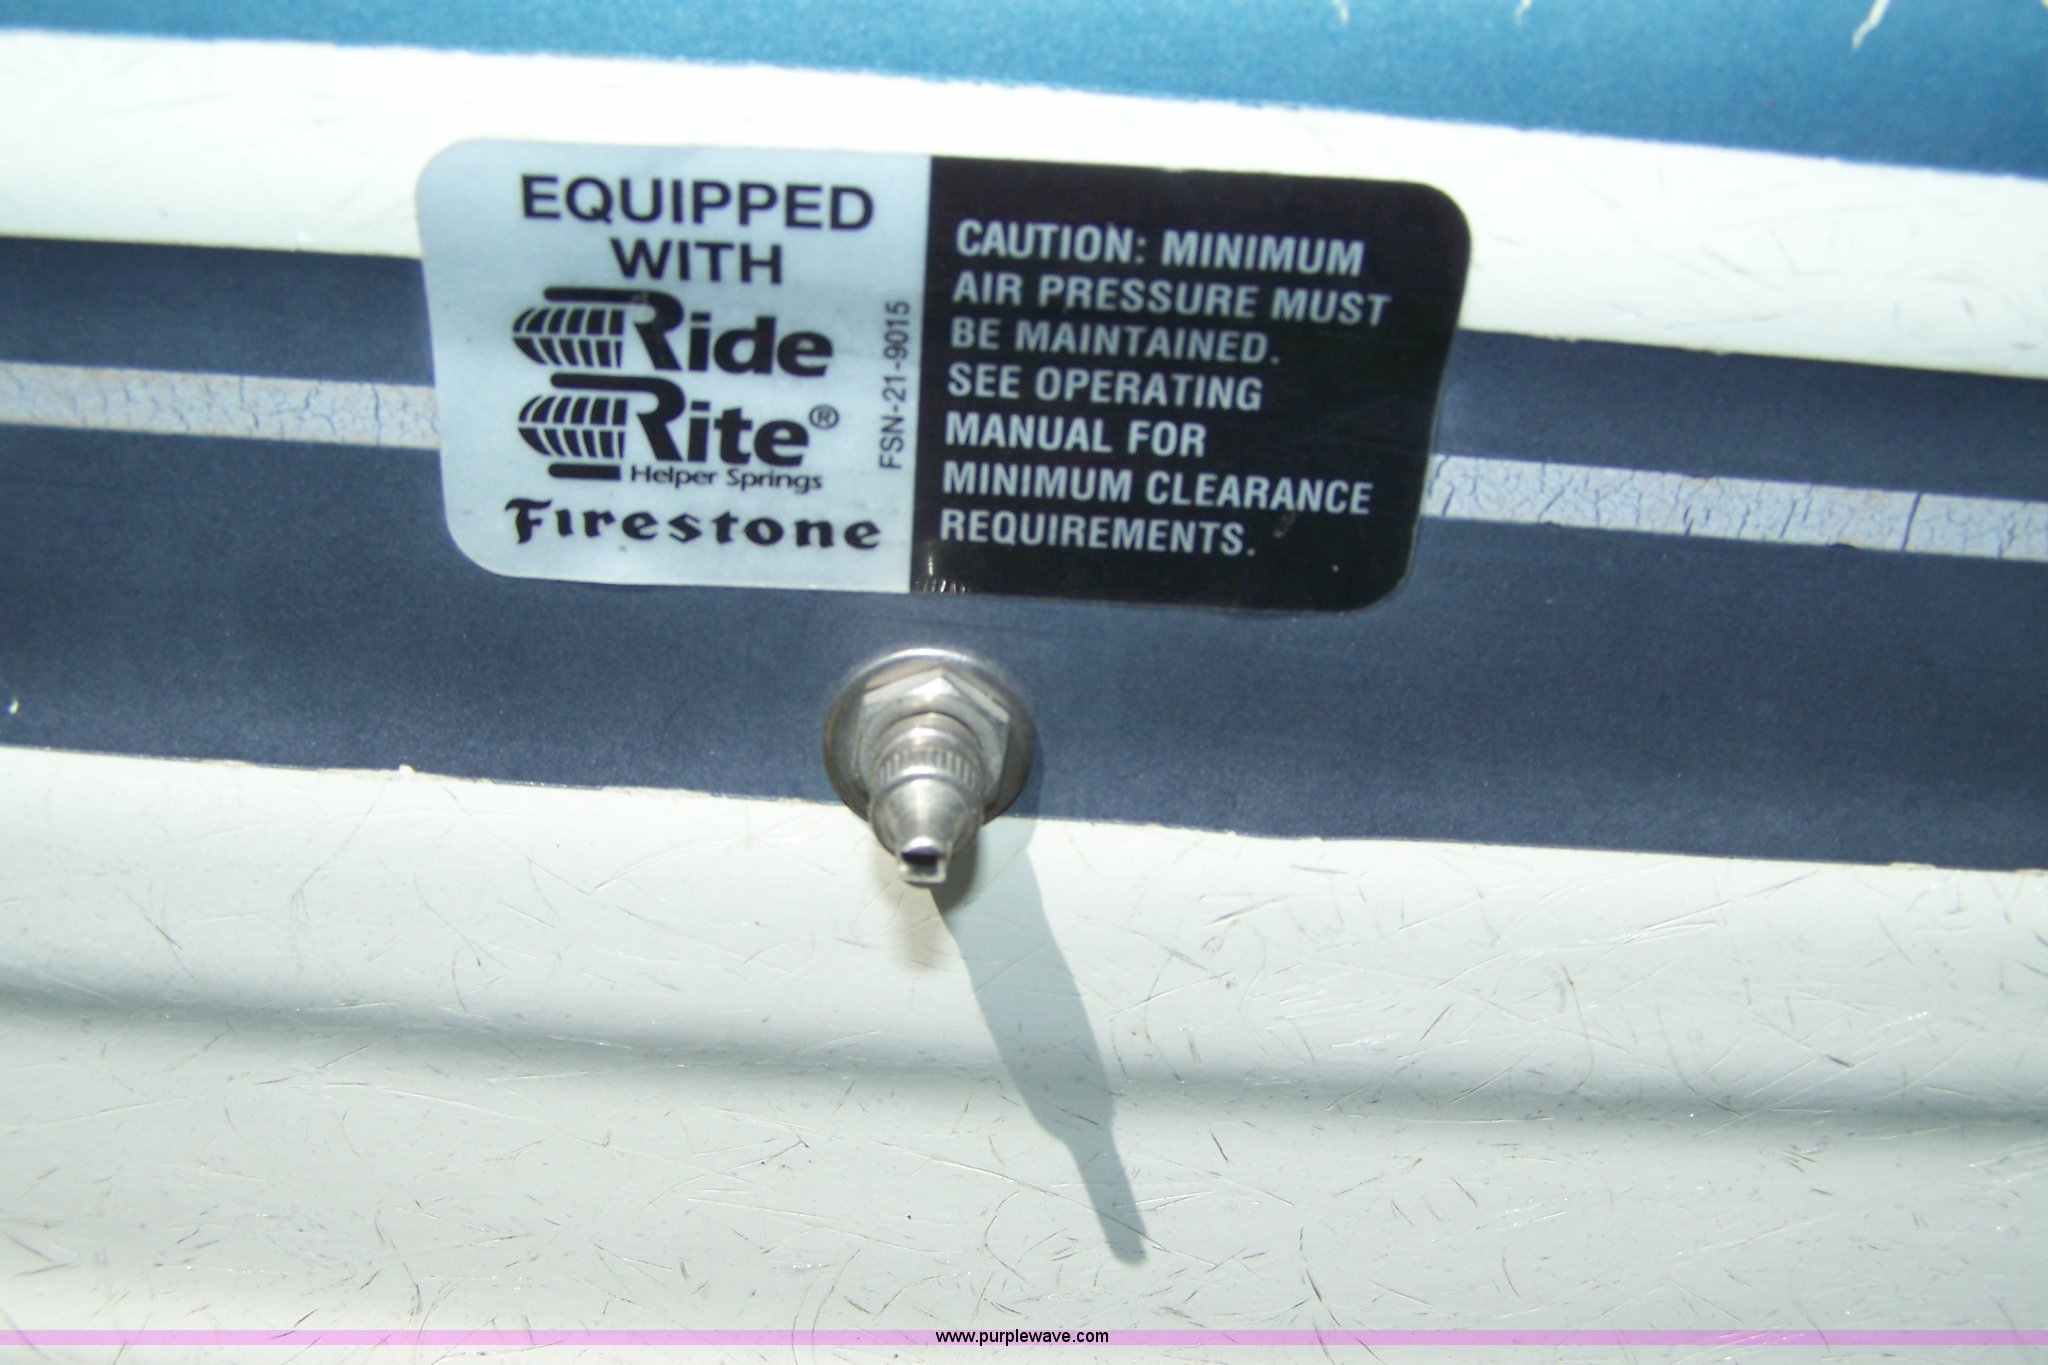 EQUIPPED
WITH
Ride
Rite®
Helper Springs
Firestone
FSN-21-9015
CAUTION: MINIMUM
AIR PRESSURE MUST
BE MAINTAINED.
SEE OPERATING
MANUAL FOR
MINIMUM CLEARANCE
REQUIREMENTS.
www.purplewave.com